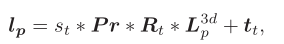 l_p = s_t * Pr * R_t * L_p^{3d} + t_t,